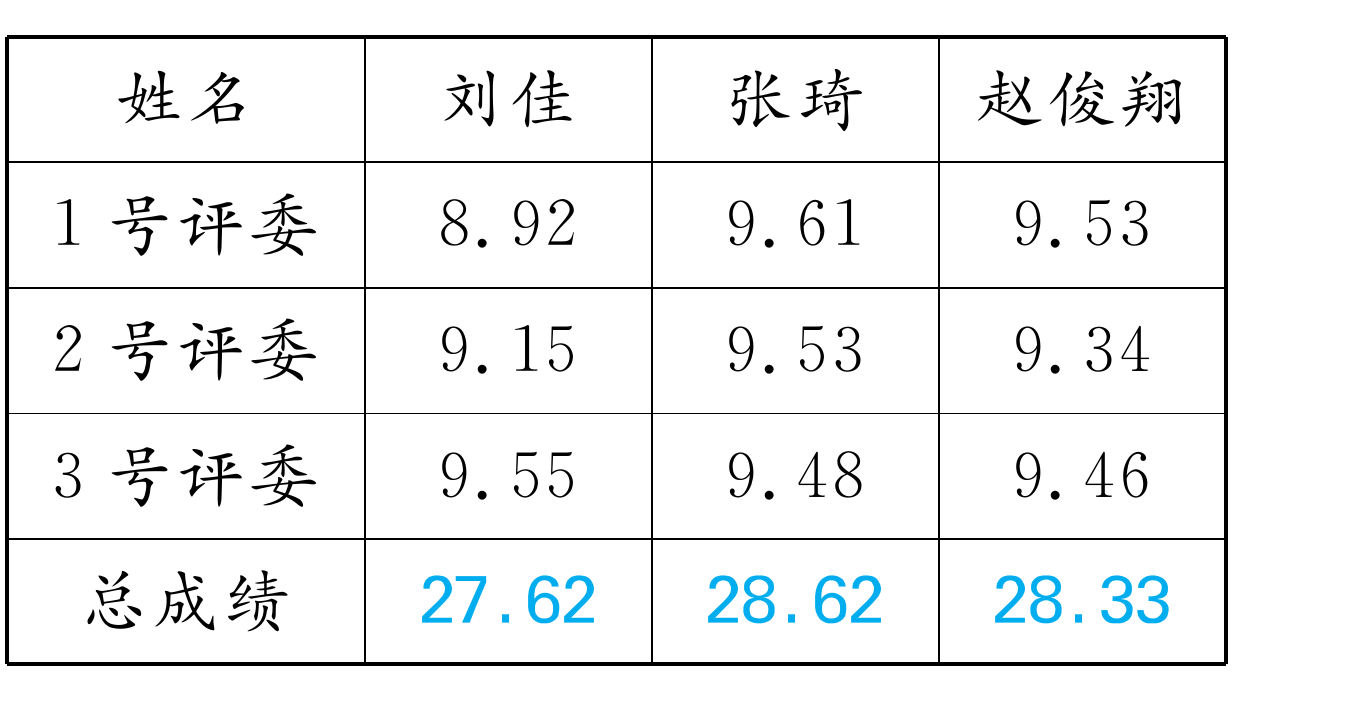 姓名 刘佳 张琦 赵俊翔
1号评委 8.92 9.61 9.53
2号评委 9.15 9.53 9.34
3号评委 9.55 9.48 9.46
总成绩 27.62 28.62 28.33